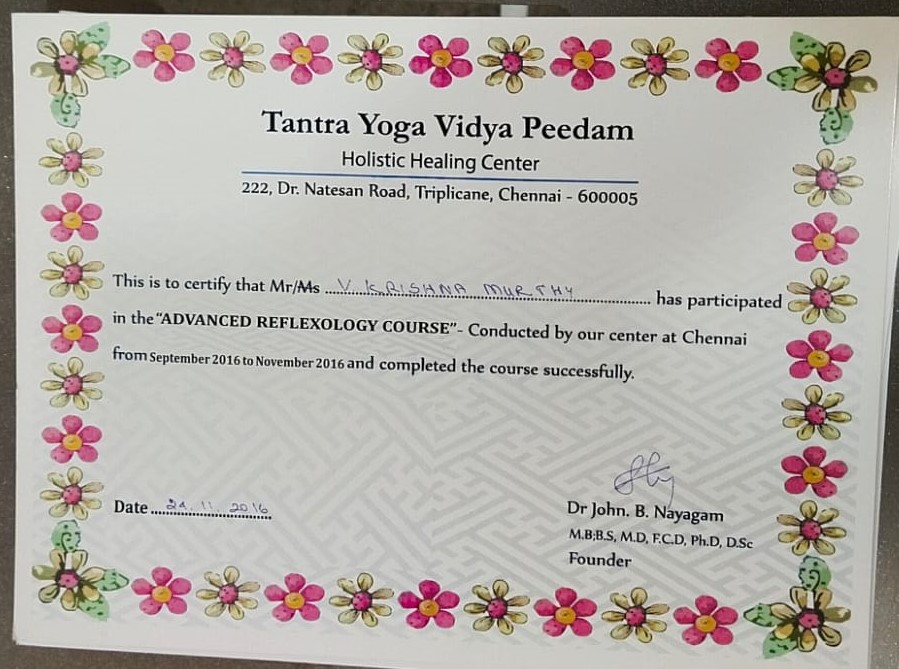 Tantra Yoga Vidya Peedam
Holistic Healing Center
222, Dr. Natesan Road, Triplicane, Chennai - 600005
This is to certify that Mr/Ms V. KRISHNA MURTHY has participated
in the "ADVANCED REFLEXOLOGY COURSE"- Conducted by our center at Chennai
from September 2016 to November 2016 and completed the course successfully.
Date 24.11.2016
Dr John. B. Nayagam
M.B;B.S, M.D, F.C.D, Ph.D, D.Sc
Founder